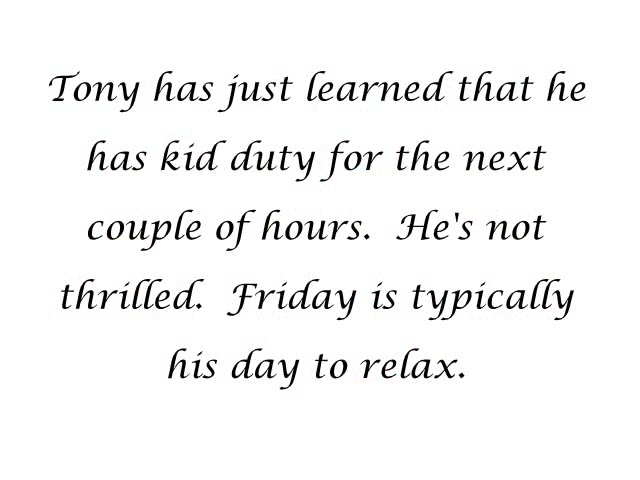 Tony has just learned that he
has kid duty for the next
couple of hours.  He's not
thrilled.  Friday is typically
his day to relax.